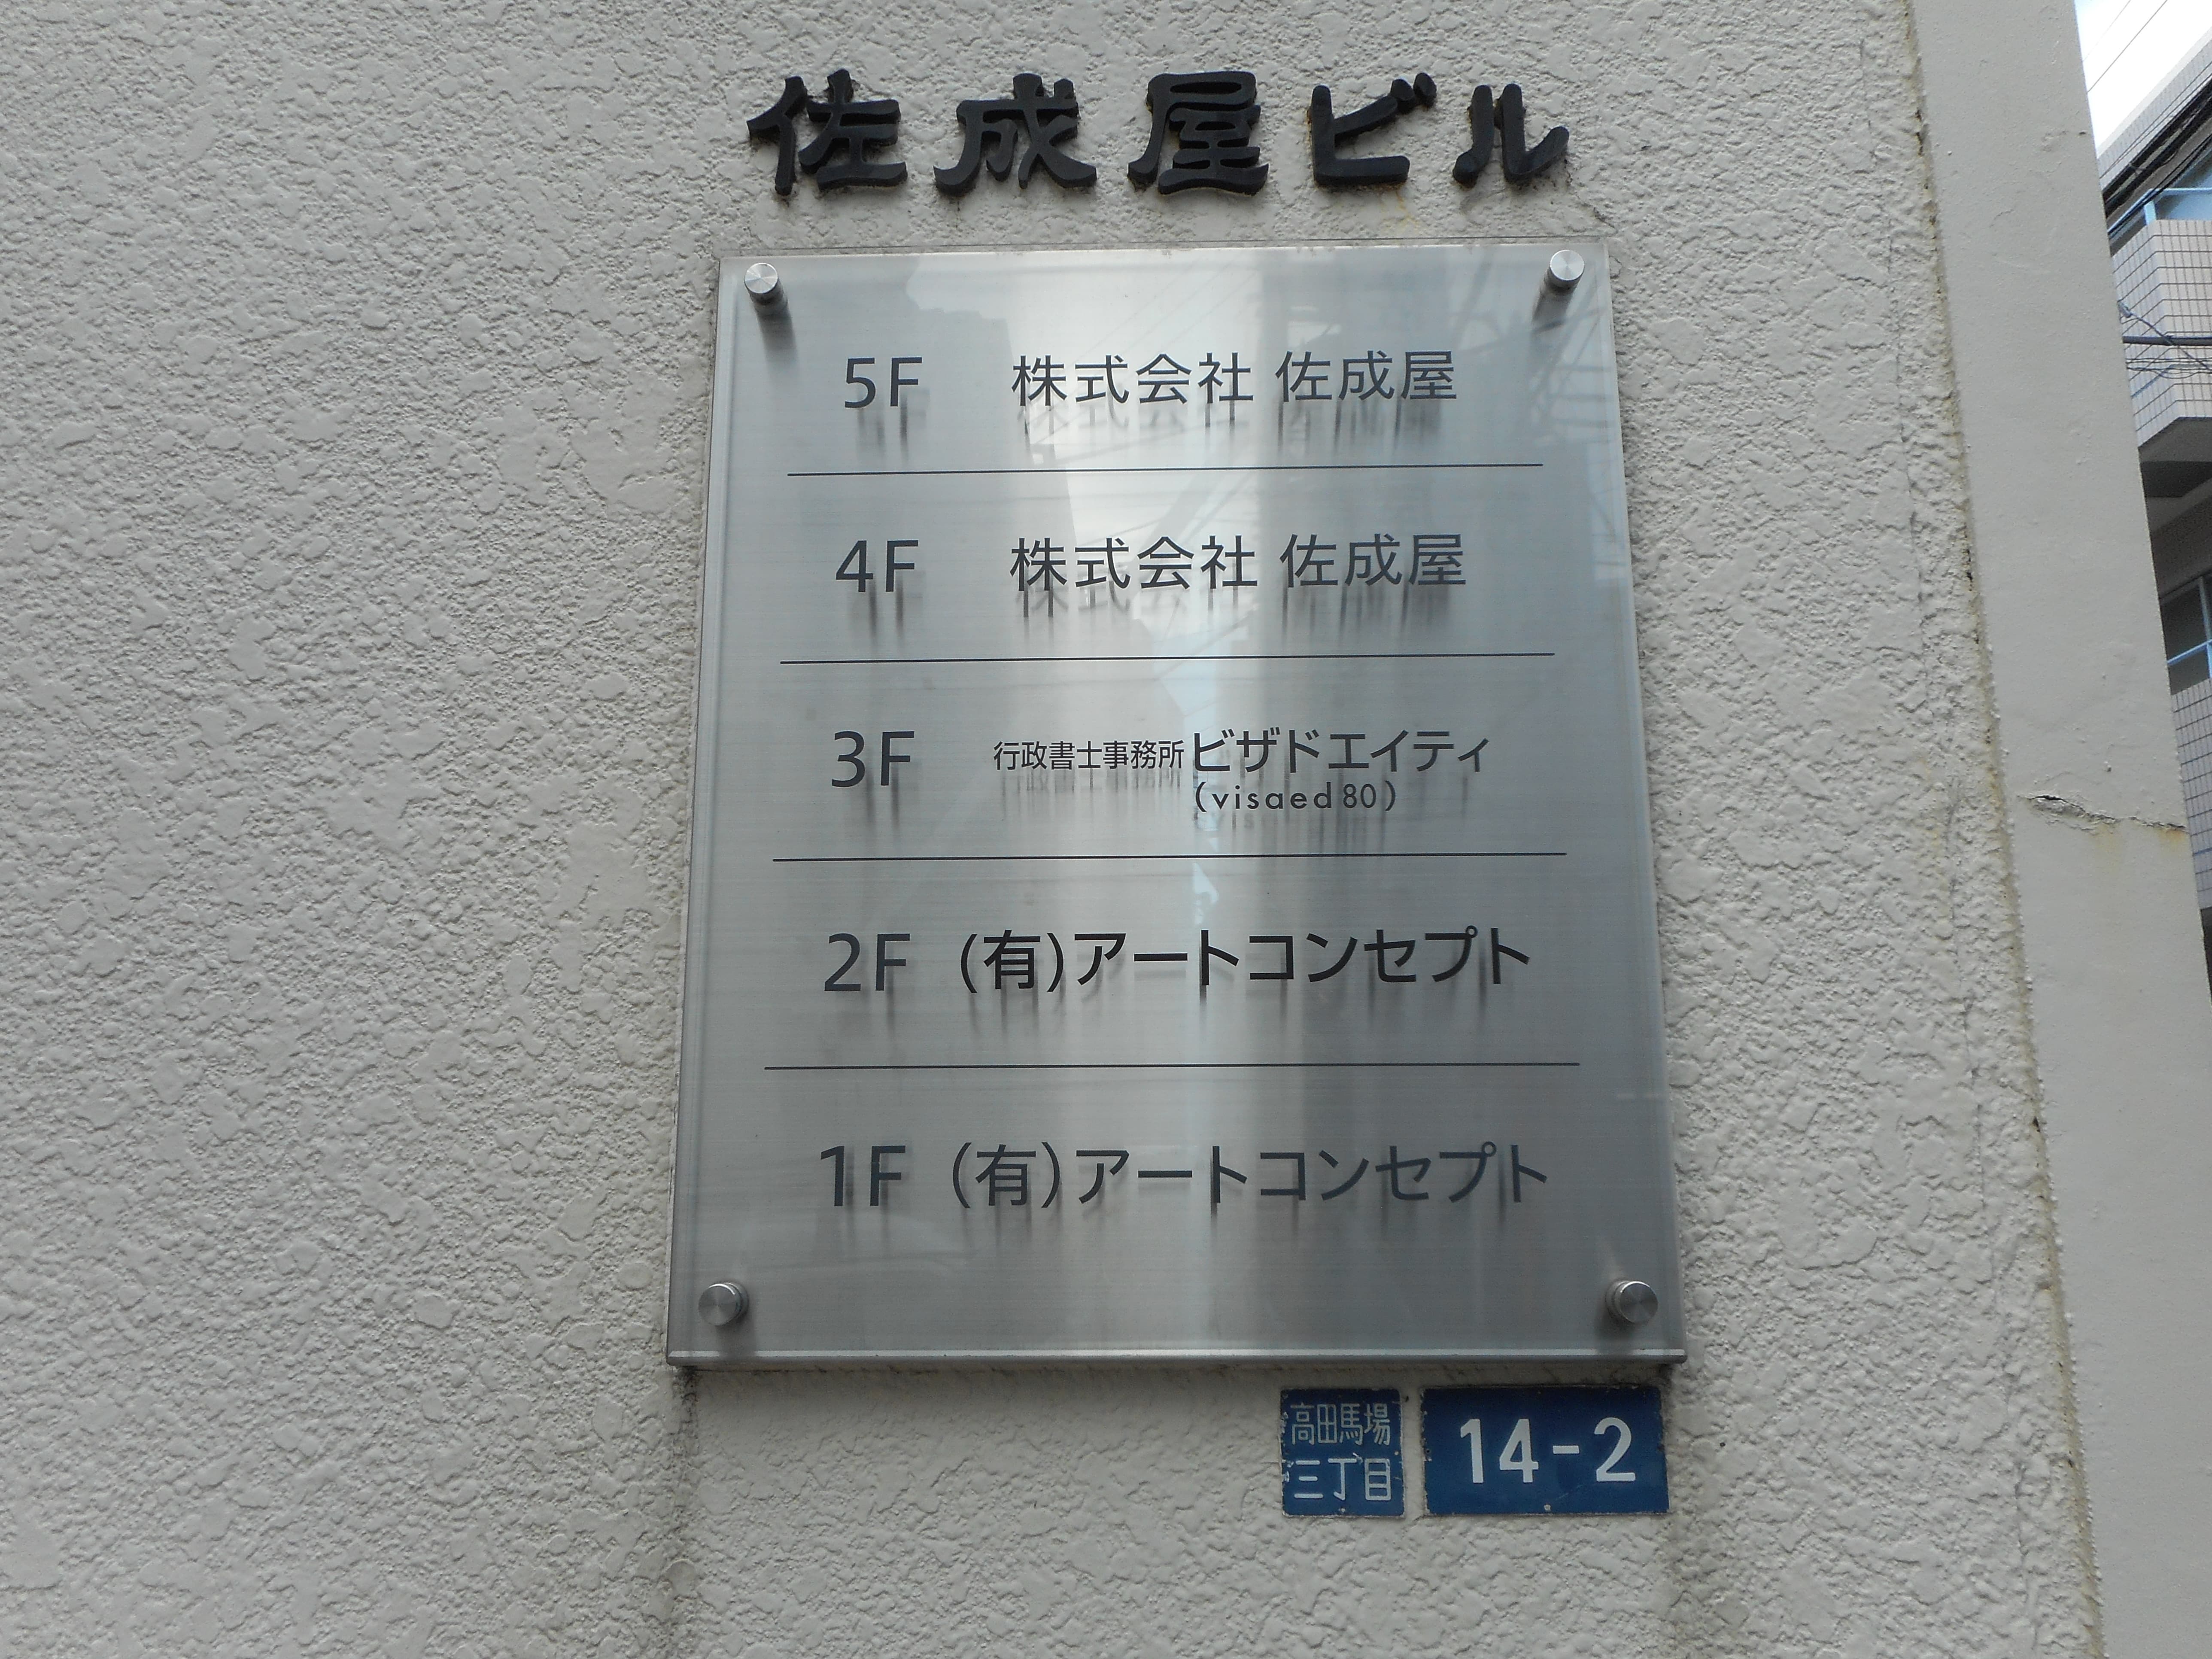 佐成屋ビル
5F 株式会社 佐成屋
4F 株式会社 佐成屋
3F 行政書士事務所ビザドエイティ
(visaed80)
2F (有)アートコンセプト
1F (有)アートコンセプト
高田馬場
三丁目
14-2